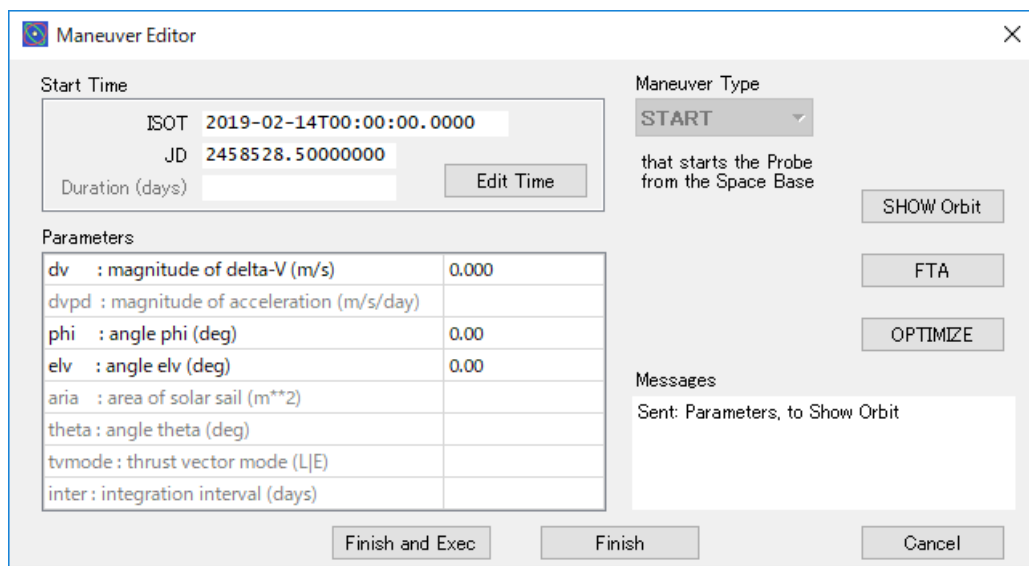 Maneuver Editor
Start Time
ISOT 2019-02-14T00:00:00.0000
JD 2458528.50000000
Duration (days)
Edit Time
Maneuver Type
START
that starts the Probe
from the Space Base
SHOW Orbit
FTA
OPTIMIZE
Parameters
dv : magnitude of delta-V (m/s) 0.000
dvpd : magnitude of acceleration (m/s/day)
phi : angle phi (deg) 0.00
elv : angle elv (deg) 0.00
aria : area of solar sail (m**2)
theta : angle theta (deg)
tvmode : thrust vector mode (L|E)
inter : integration interval (days)
Messages
Sent: Parameters, to Show Orbit
Finish and Exec
Finish
Cancel